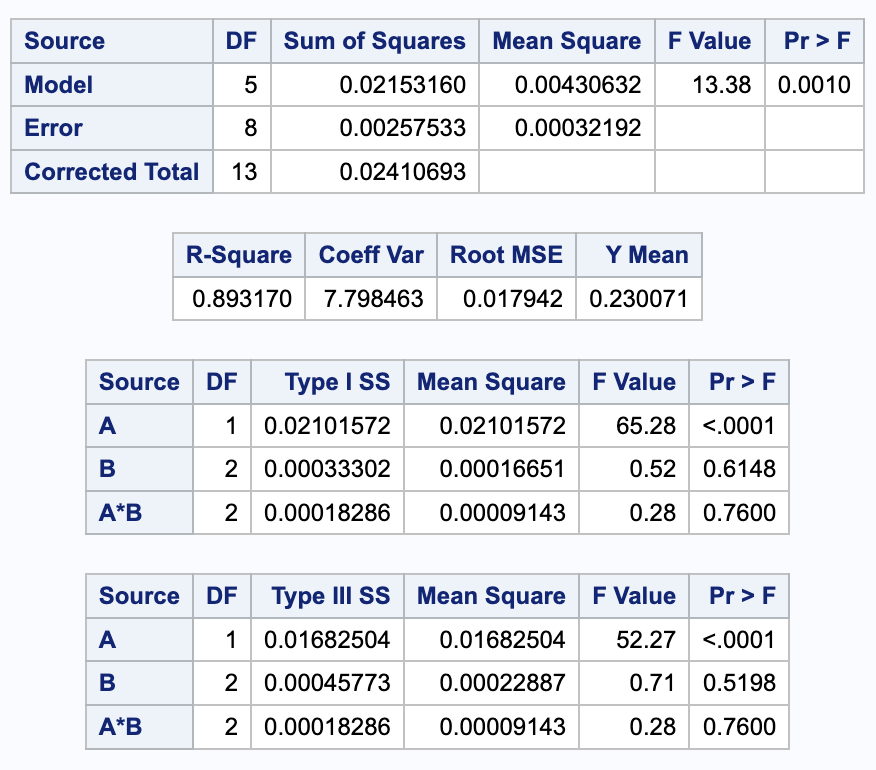 Source DF Sum of Squares Mean Square F Value Pr > F
Model 5 0.02153160 0.00430632 13.38 0.0010
Error 8 0.00257533 0.00032192
Corrected Total 13 0.02410693
R-Square Coeff Var Root MSE Y Mean
0.893170 7.798463 0.017942 0.230071
Source DF Type I SS Mean Square F Value Pr > F
A 1 0.02101572 0.02101572 65.28 <.0001
B 2 0.00033302 0.00016651 0.52 0.6148
A*B 2 0.00018286 0.00009143 0.28 0.7600
Source DF Type III SS Mean Square F Value Pr > F
A 1 0.01682504 0.01682504 52.27 <.0001
B 2 0.00045773 0.00022887 0.71 0.5198
A*B 2 0.00018286 0.00009143 0.28 0.7600